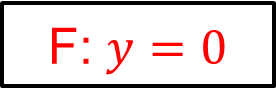 F: y = 0